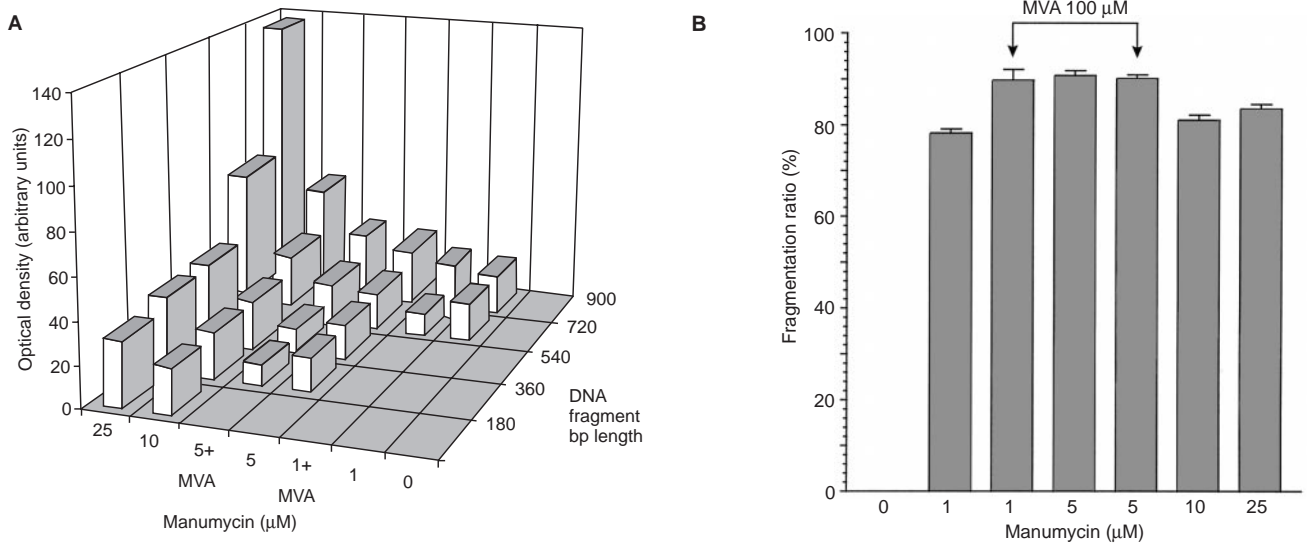 A
140
120
100
80
60
40
20
0
Optical density (arbitrary units)
25
10
5+
MVA
5
1+
MVA
1
0
Manumycin (μM)
900
720
540
360
180
DNA
fragment
bp length
B
MVA 100 μM
100
80
60
40
20
0
Fragmentation ratio (%)
0 1 1 5 5 10 25
Manumycin (μM)